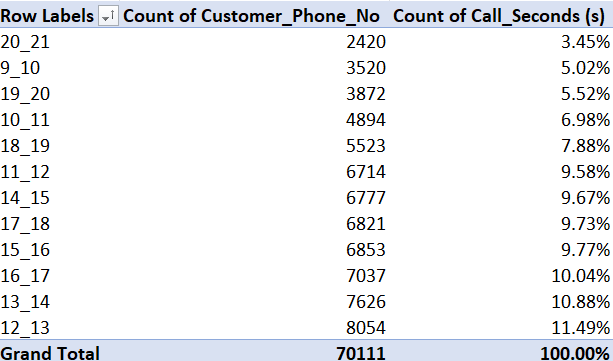 Row Labels Count of Customer_Phone_No Count of Call_Seconds (s)
20_21 2420 3.45%
9_10 3520 5.02%
19_20 3872 5.52%
10_11 4894 6.98%
18_19 5523 7.88%
11_12 6714 9.58%
14_15 6777 9.67%
17_18 6821 9.73%
15_16 6853 9.77%
16_17 7037 10.04%
13_14 7626 10.88%
12_13 8054 11.49%
Grand Total 70111 100.00%